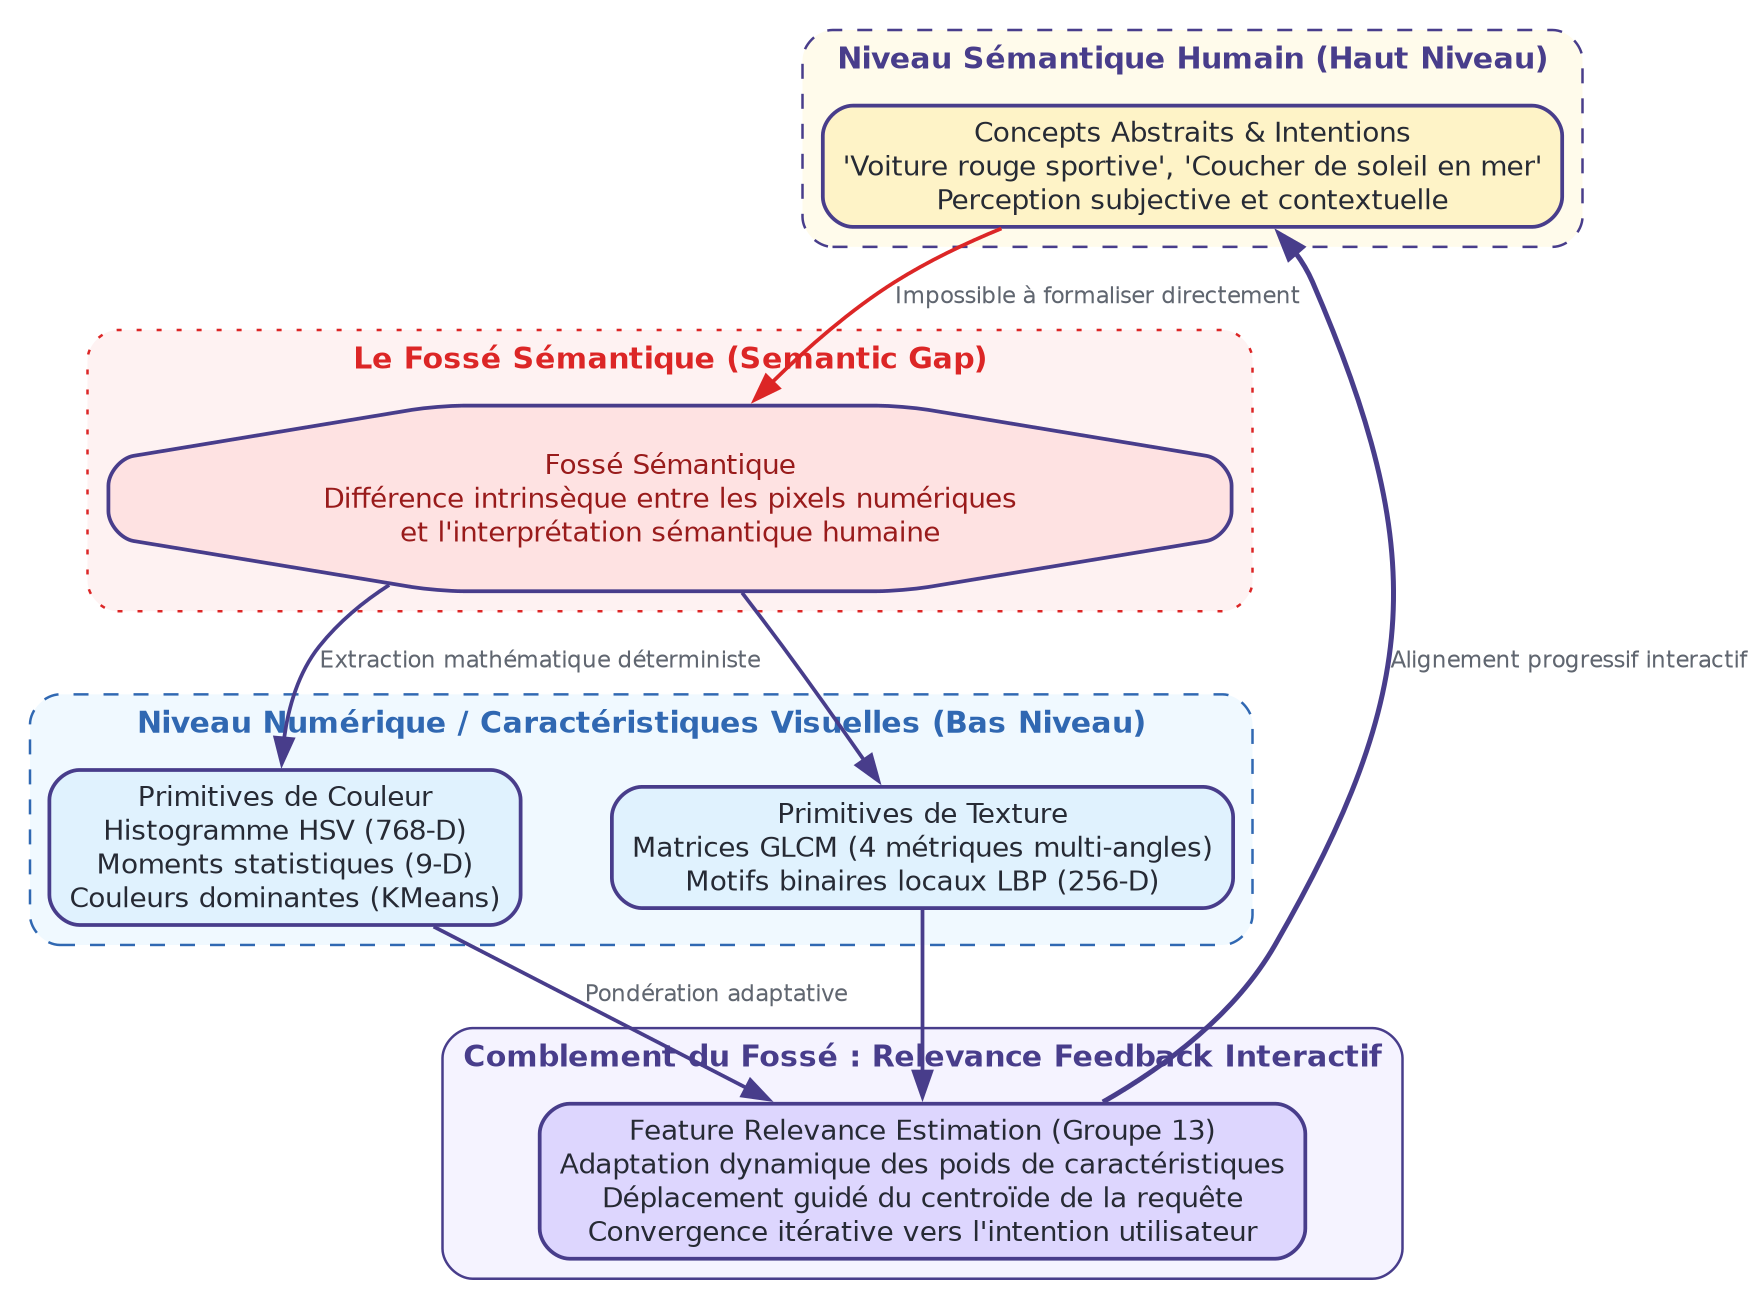 Niveau Sémantique Humain (Haut Niveau)
Concepts Abstraits & Intentions
'Voiture rouge sportive', 'Coucher de soleil en mer'
Perception subjective et contextuelle
Impossible à formaliser directement
Le Fossé Sémantique (Semantic Gap)
Fossé Sémantique
Différence intrinsèque entre les pixels numériques
et l'interprétation sémantique humaine
Extraction mathématique déterministe
Alignement progressif interactif
Niveau Numérique / Caractéristiques Visuelles (Bas Niveau)
Primitives de Couleur
Histogramme HSV (768-D)
Moments statistiques (9-D)
Couleurs dominantes (KMeans)
Primitives de Texture
Matrices GLCM (4 métriques multi-angles)
Motifs binaires locaux LBP (256-D)
Pondération adaptative
Comblement du Fossé : Relevance Feedback Interactif
Feature Relevance Estimation (Groupe 13)
Adaptation dynamique des poids de caractéristiques
Déplacement guidé du centroïde de la requête
Convergence itérative vers l'intention utilisateur